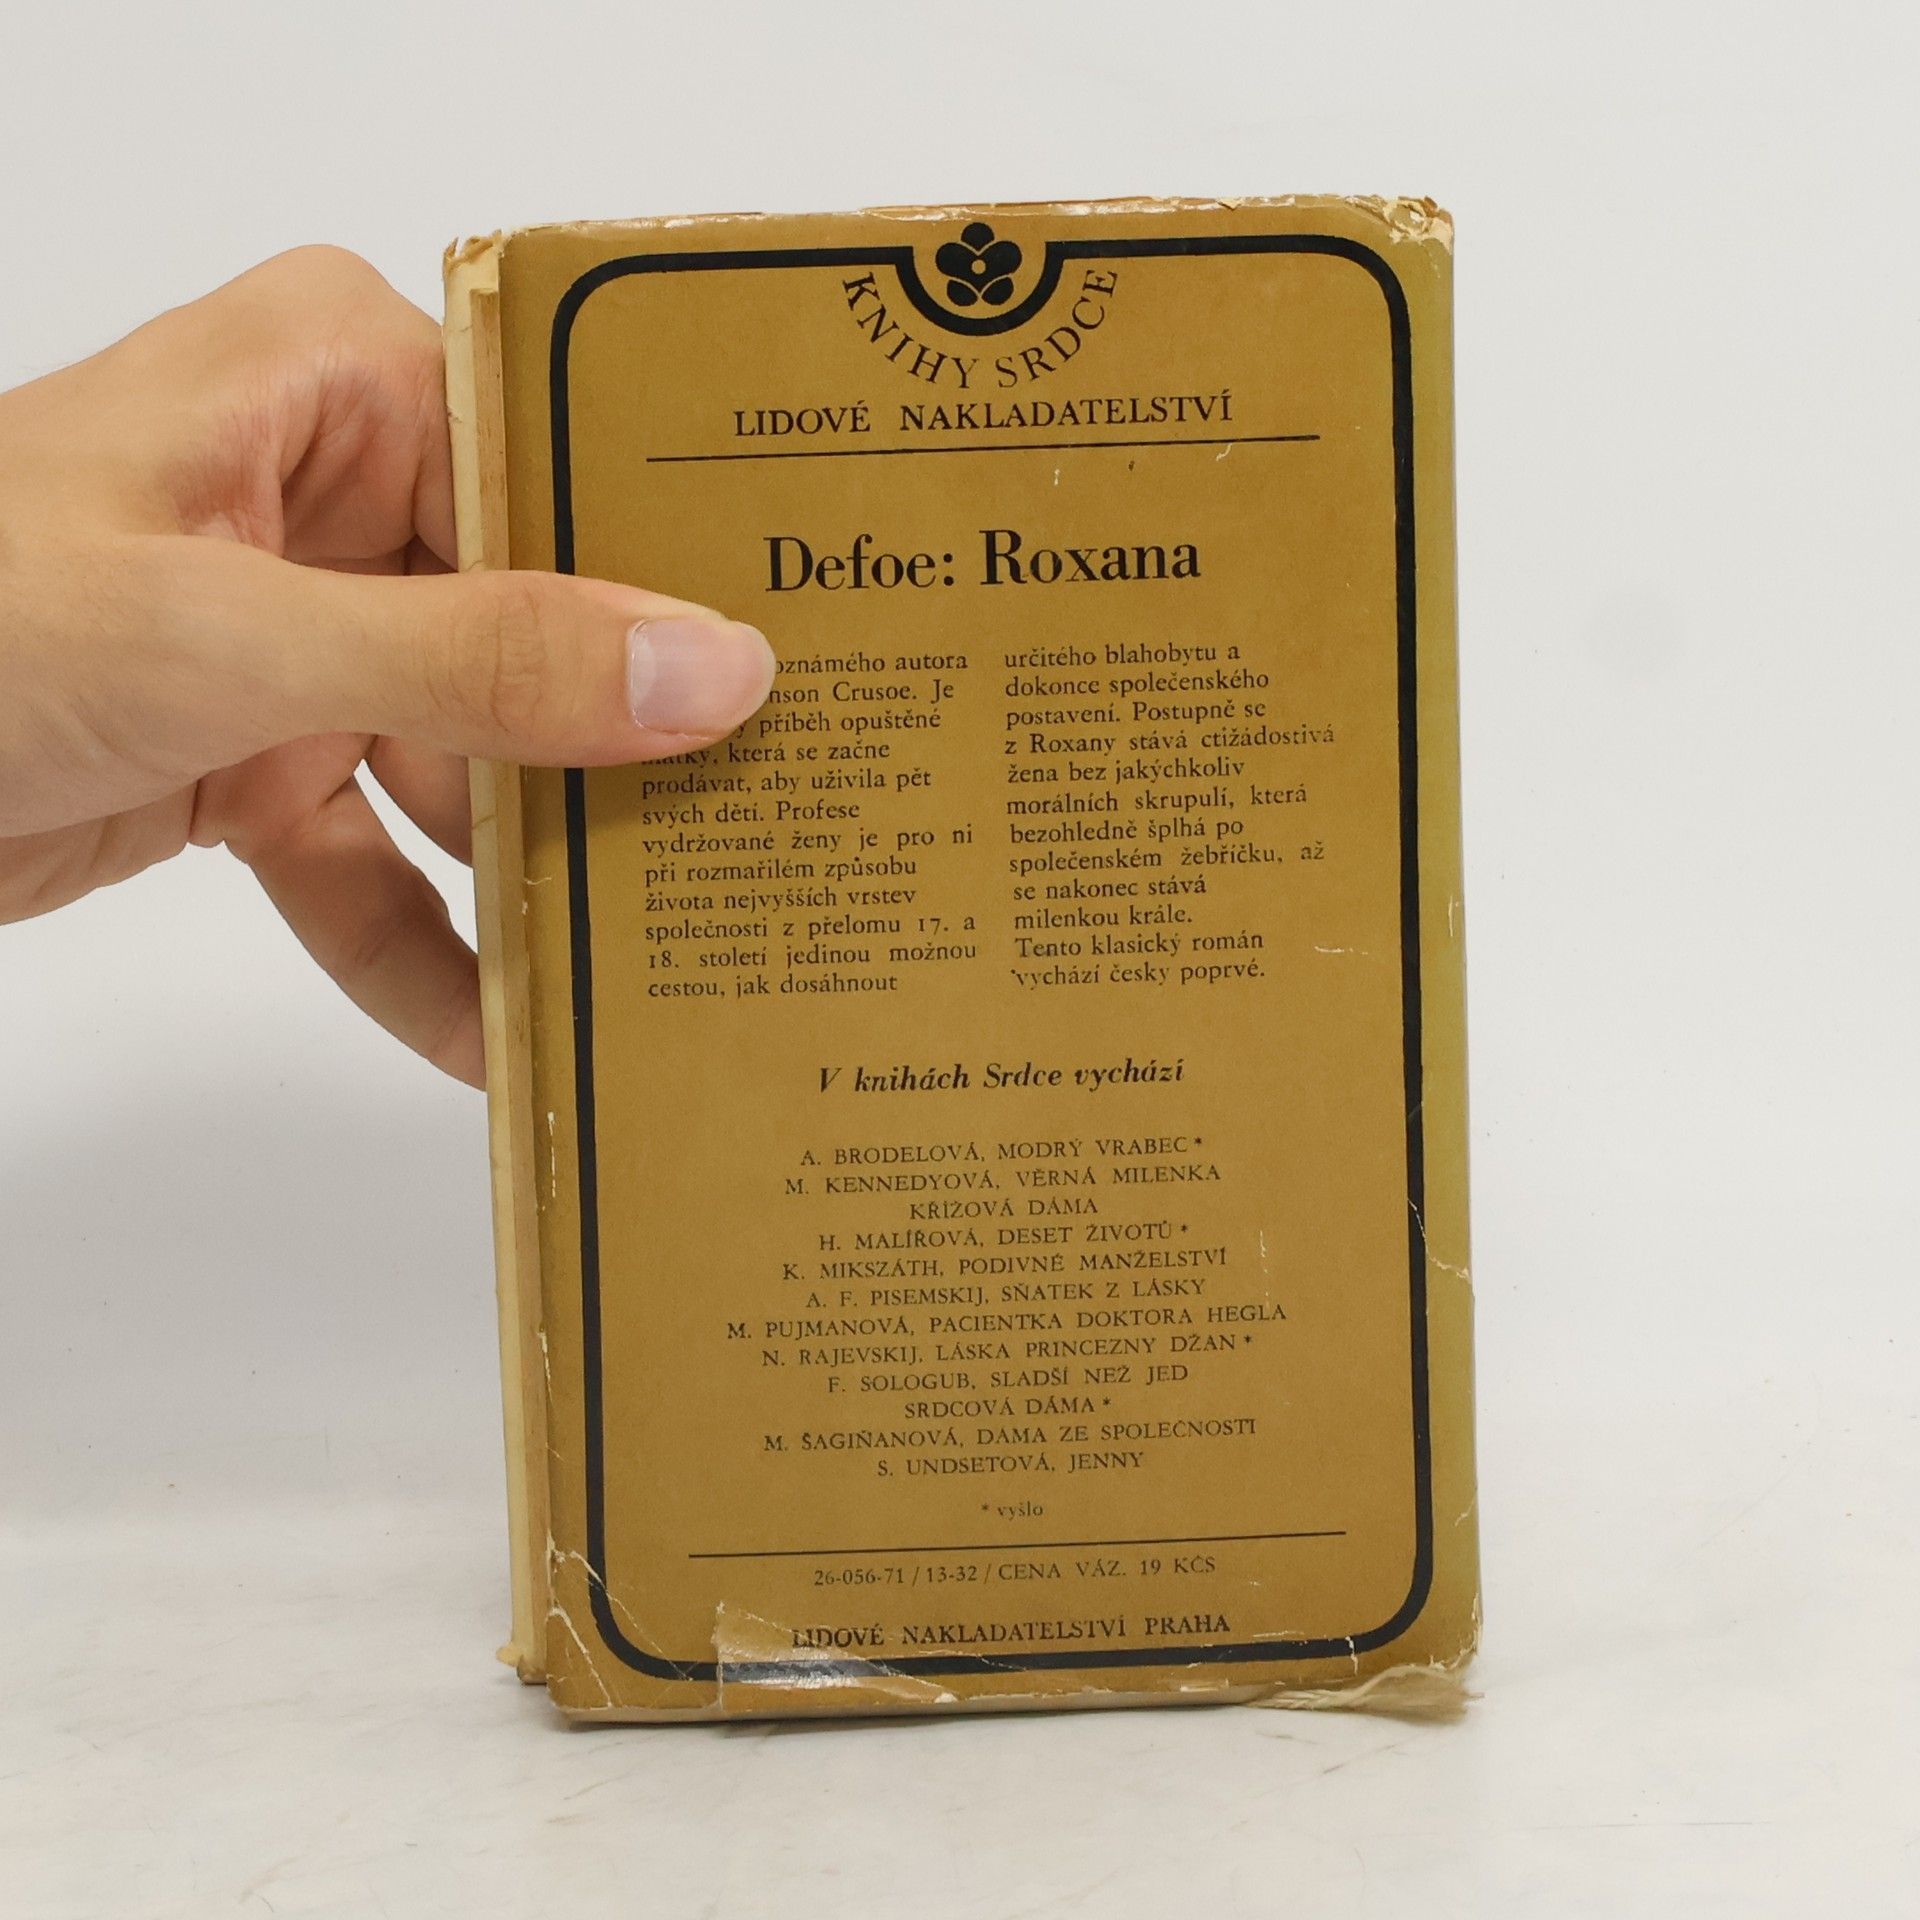 KNIHY SRDCE
LIDOVÉ NAKLADATELSTVÍ
Defoe: Roxana
autora
Crusoe. Je
příběh opuštěné
která se začne
prodávat, aby uživila pět
svých dětí. Profese
vydržované ženy je pro ni
při rozmařilém způsobu
života nejvyšších vrstev
společnosti z přelomu 17. a
18. století jedinou možnou
cestou, jak dosáhnout
určitého blahobytu a
dokonce společenského
postavení. Postupně se
z Roxany stává ctižádostivá
žena bez jakýchkoliv
morálních skrupulí, která
bezohledně šplhá po
společenském žebříčku, až
se nakonec stává
milenkou krále.
Tento klasický román
vychází česky poprvé.
V knihách Srdce vychází
A. BRODELOVÁ, MODRÝ VRABEC*
M. KENNEDYOVÁ, VĚRNÁ MILENKA
KŘÍŽOVÁ DÁMA
H. MALÍŘOVÁ, DESET ŽIVOTŮ*
K. MIKSZÁTH, PODIVNÉ MANŽELSTVÍ
A. F. PISEMSKIJ, SŇATEK Z LÁSKY
M. PUJMANOVÁ, PACIENTKA DOKTORA HEGLA
N. RAJEVSKIJ, LÁSKA PRINCEZNY DŽAN*
F. SOLOGUB, SLADŠÍ NEŽ JED
SRDCOVÁ DÁMA*
M. ŠAGIŇANOVÁ, DÁMA ZE SPOLEČNOSTI
S. UNDSETOVÁ, JENNY
* vyšlo
26-056-71 / 13-32 / CENA VÁZ. 19 KČS
LIDOVÉ NAKLADATELSTVÍ PRAHA